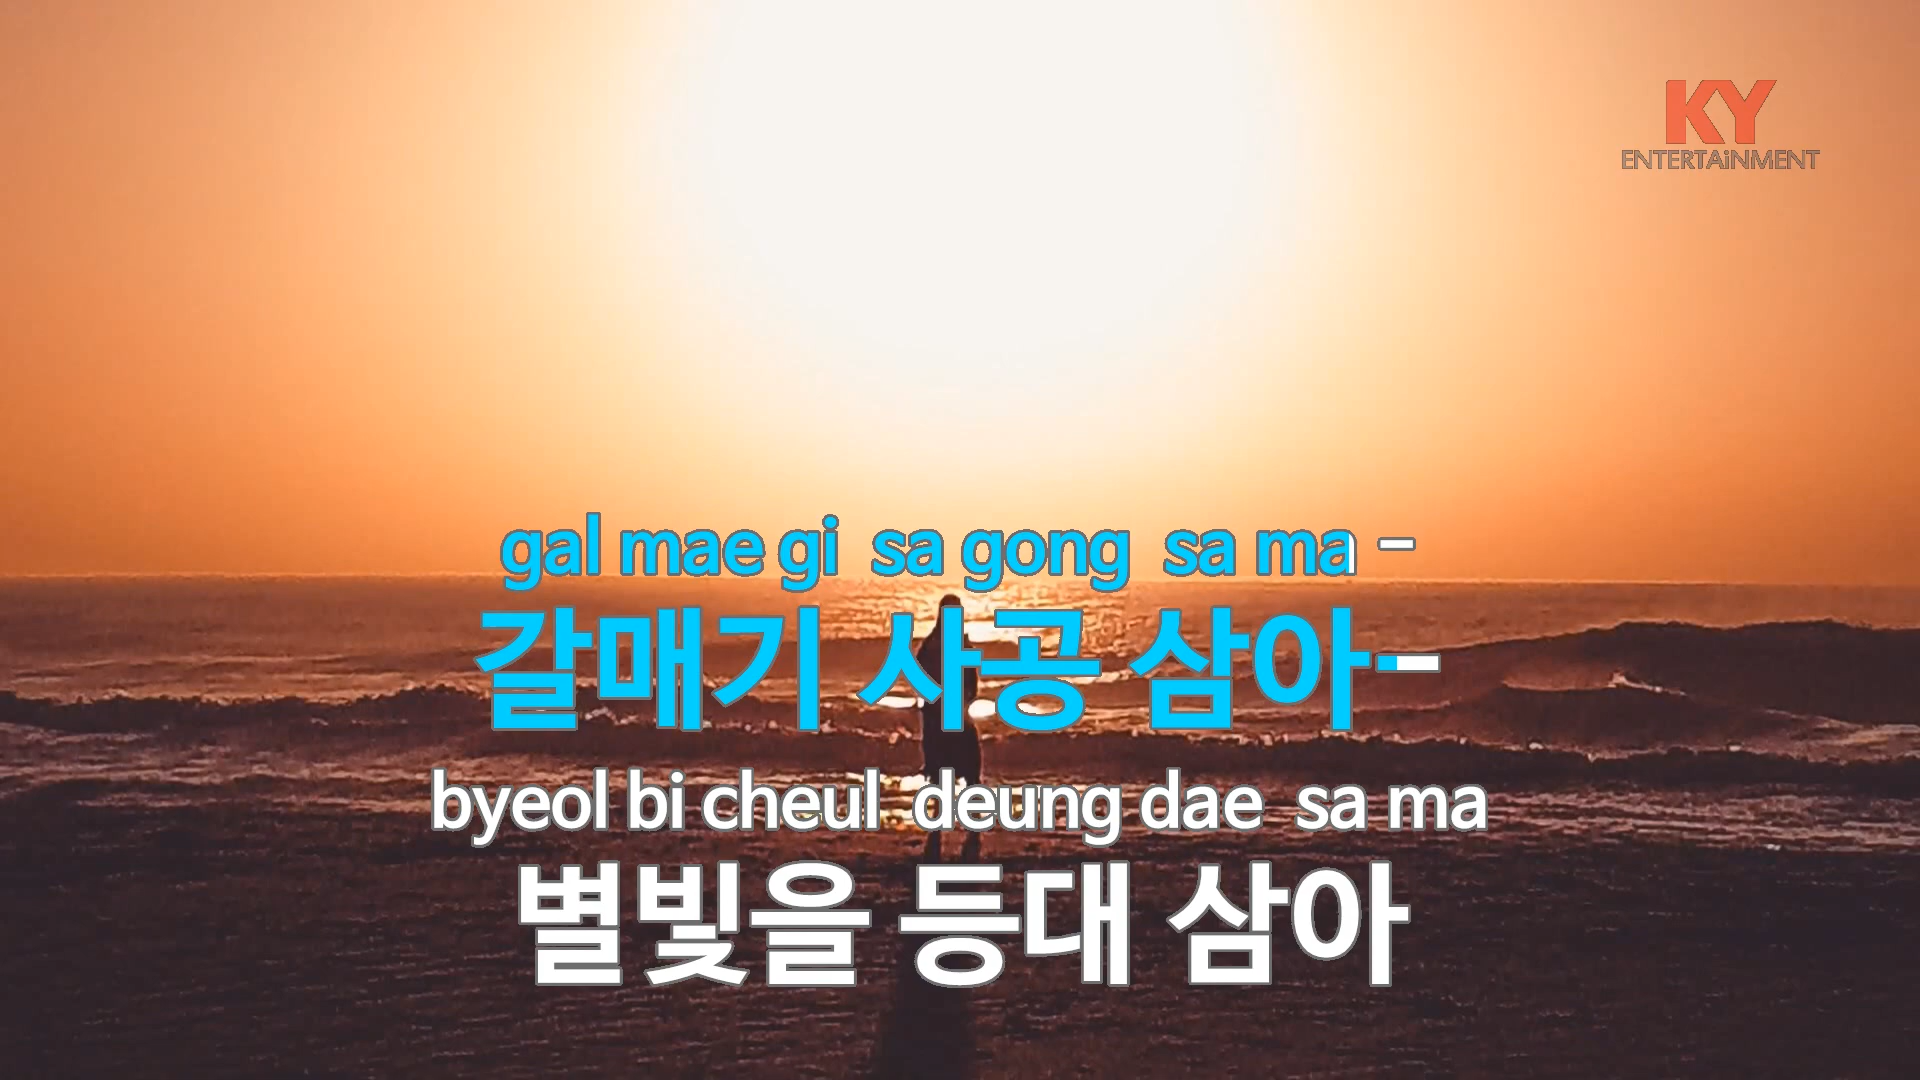 KY
ENTERTAiNMENT
gal mae gi sa gong sa ma -
갈매기 사공 삼아-
byeol bi cheul deung dae sa ma
별빛을 등대 삼아